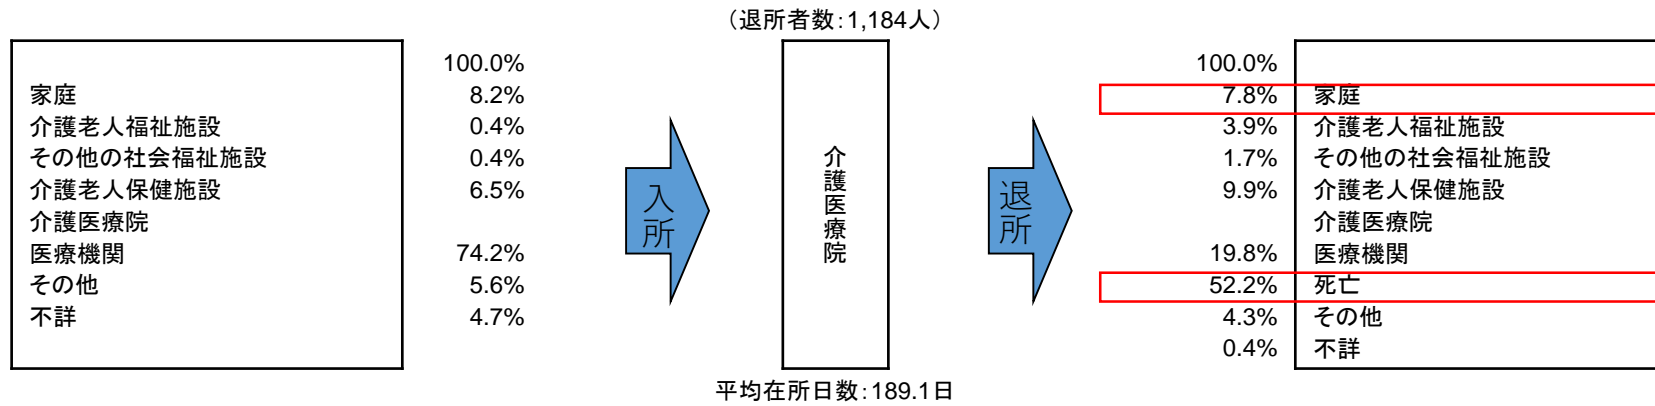 （退所者数：1,184人）
100.0%
家庭 8.2%
介護老人福祉施設 0.4%
その他の社会福祉施設 0.4%
介護老人保健施設 6.5%
介護医療院
医療機関 74.2%
その他 5.6%
不詳 4.7%
入所
介護医療院
退所
100.0%
7.8% 家庭
3.9% 介護老人福祉施設
1.7% その他の社会福祉施設
9.9% 介護老人保健施設
介護医療院
19.8% 医療機関
52.2% 死亡
4.3% その他
0.4% 不詳
平均在所日数：189.1日